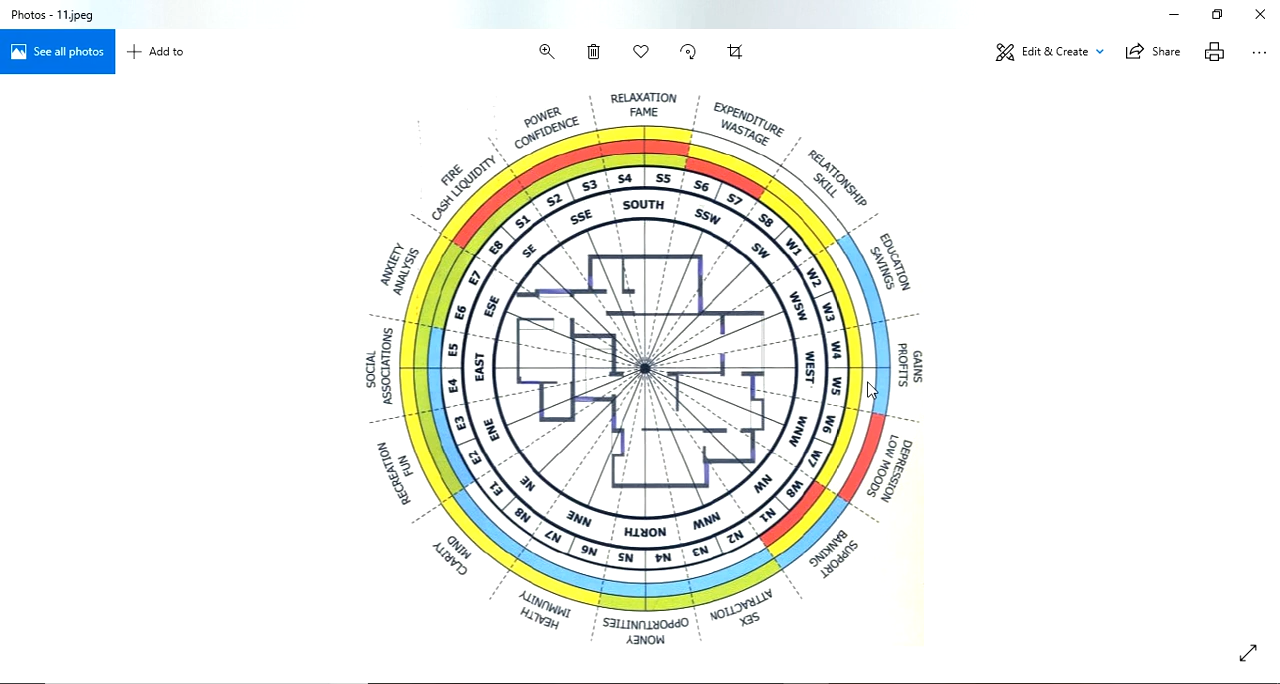 Photos - 11.jpeg
See all photos
Add to
Edit & Create
Share
RELAXATION
FAME
EXPENDITURE
WASTAGE
RELATIONSHIP
SKILL
EDUCATION
SAVINGS
GAINS
PROFITS
DEPRESSION
LOW MOODS
SUPPORT
BANKING
SEX
ATTRACTION
MONEY
OPPORTUNITIES
HEALTH
IMMUNITY
CLARITY
MIND
RECREATION
FUN
SOCIAL
ASSOCIATIONS
ANXIETY
ANALYSIS
FIRE
CASH LIQUIDITY
POWER
CONFIDENCE
S1 S2 S3 S4 S5 S6 S7 S8
W1 W2 W3 W4 W5 W6 W7 W8
N1 N2 N3 N4 N5 N6 N7 N8
E1 E2 E3 E4 E5 E6 E7 E8
SOUTH
SSW
SW
WSW
WEST
WNW
NW
NNW
NORTH
NNE
NE
ENE
EAST
ESE
SE
SSE